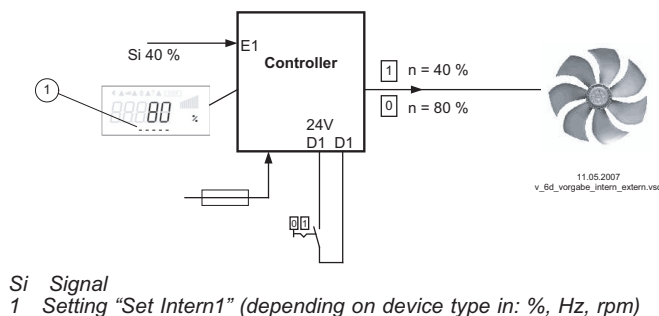 Si 40 %
E1
Controller
1 n = 40 %
0 n = 80 %
1
80
%
24V
D1 D1
0 1
11.05.2007
v_6d_vorgabe_intern_extern.vsd
Si Signal
1 Setting “Set Intern1” (depending on device type in: %, Hz, rpm)